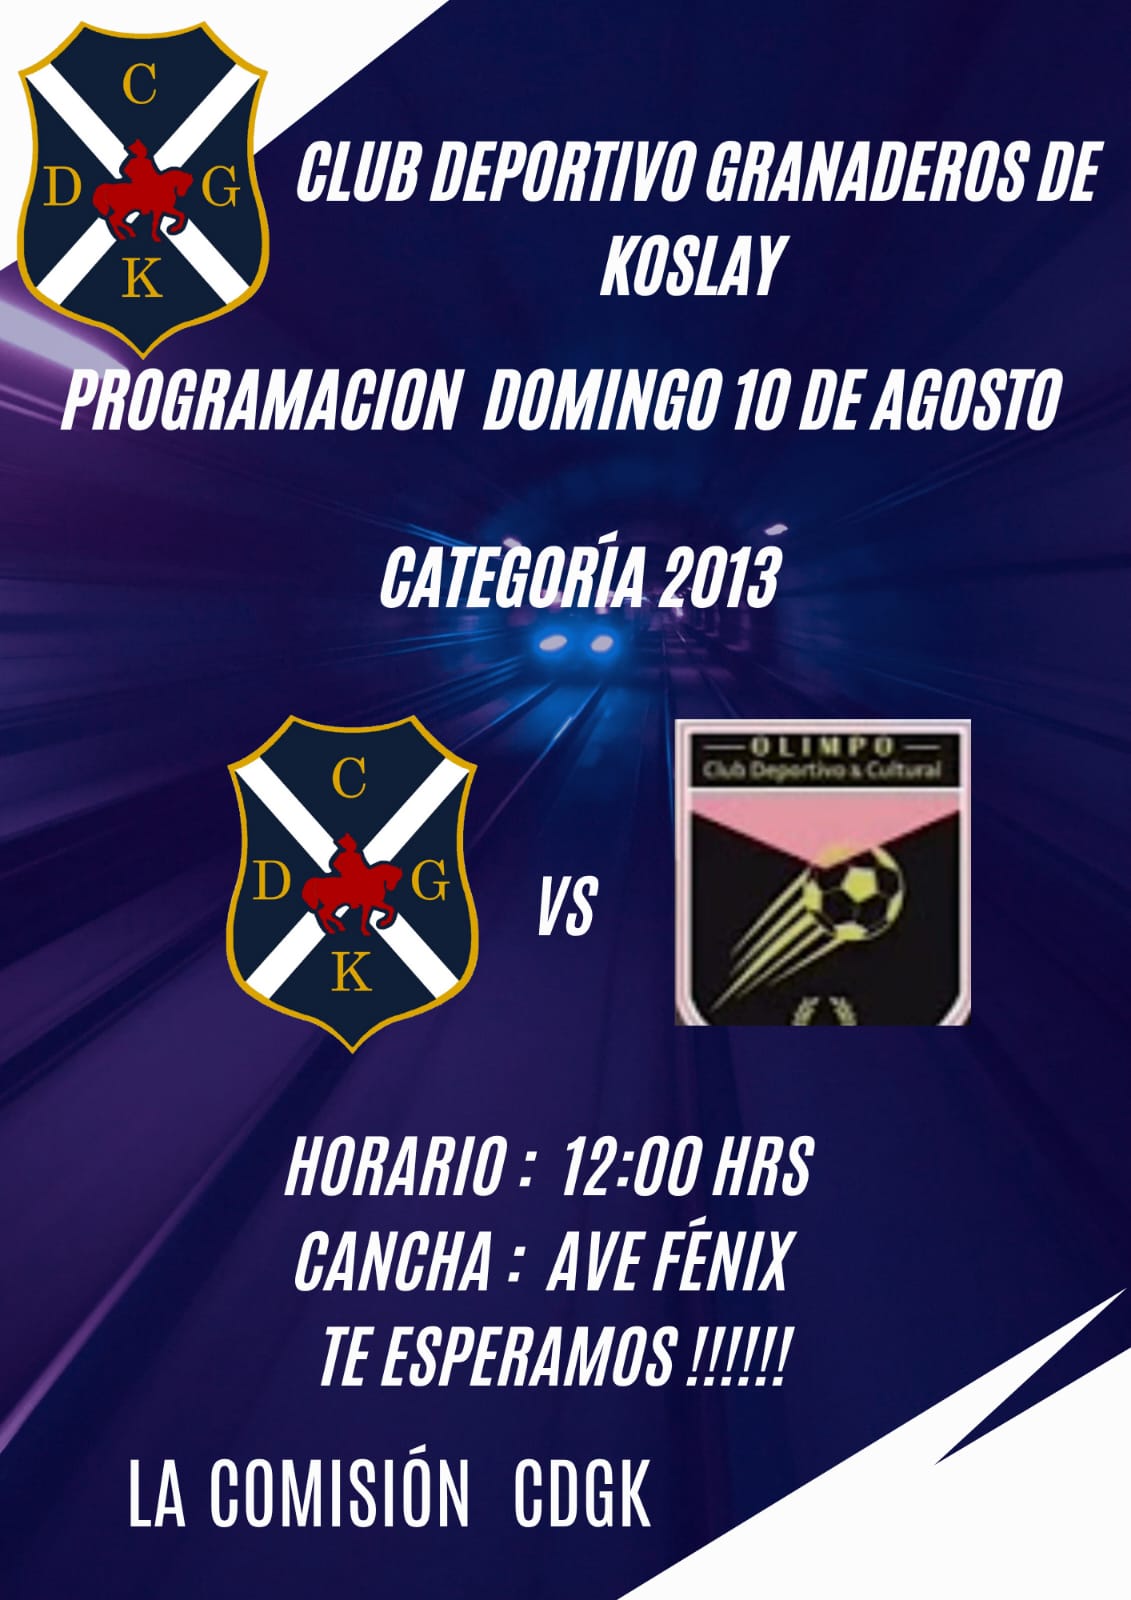 C
D G
K
CLUB DEPORTIVO GRANADEROS DE
KOSLAY
PROGRAMACION DOMINGO 10 DE AGOSTO
CATEGORÍA 2013
C
D G
K
VS
OLIMPO
Club Deportivo & Cultural
HORARIO : 12:00 HRS
CANCHA : AVE FÉNIX
TE ESPERAMOS !!!!!!
LA COMISIÓN CDGK